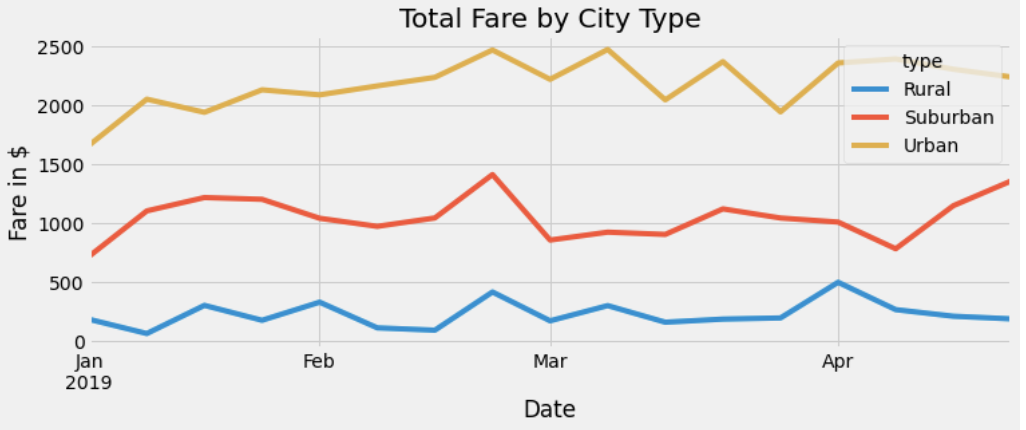 Total Fare by City Type
Fare in $
2500
2000
1500
1000
500
0
type
Rural
Suburban
Urban
Jan
2019
Feb
Mar
Apr
Date